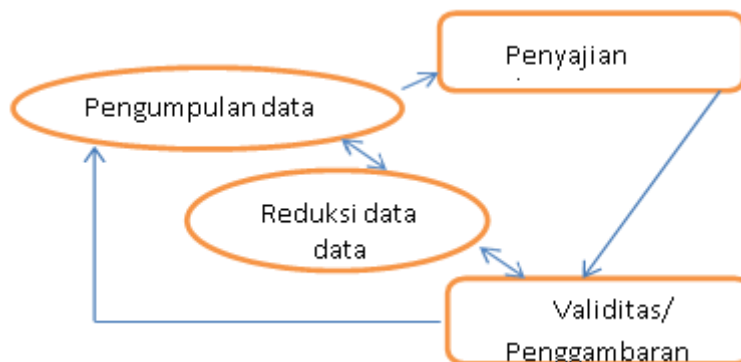 Penyajian
Pengumpulan data
Reduksi data
data
Validitas/
Penggambaran